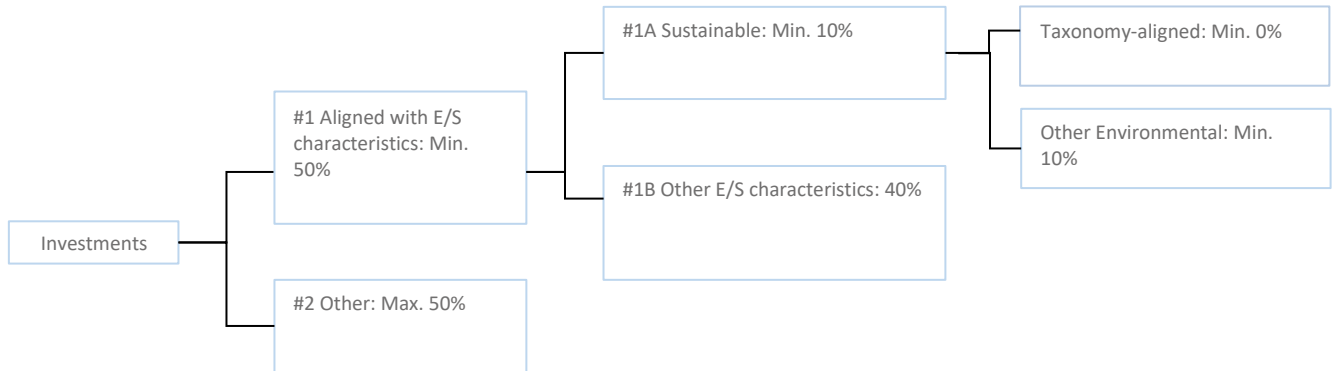 #1A Sustainable: Min. 10%
Taxonomy-aligned: Min. 0%
#1 Aligned with E/S
characteristics: Min.
50%
Other Environmental: Min.
10%
#1B Other E/S characteristics: 40%
Investments
#2 Other: Max. 50%